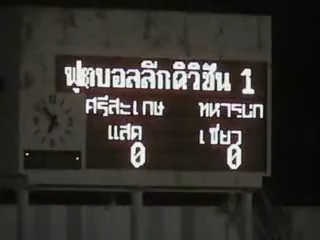 ฟุตบอลลีกดิวิชั่น 1
ศรีสะเกษ ทหารบก
แสด เขียว
0 0